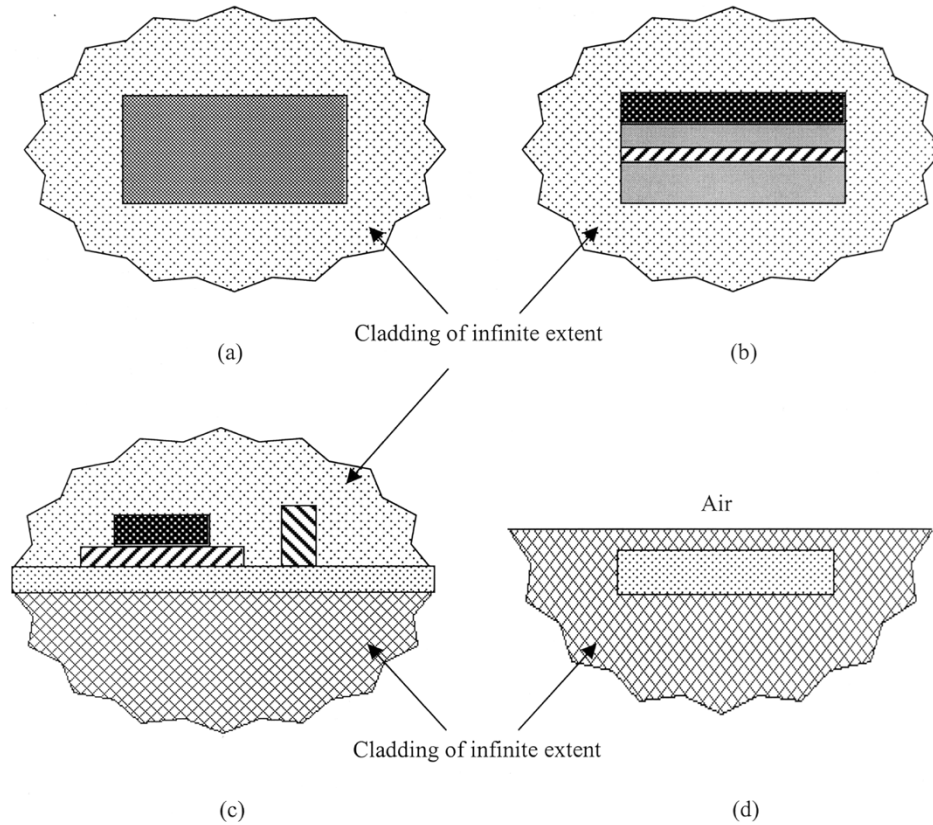 Cladding of infinite extent
(a)
(b)
Air
Cladding of infinite extent
(c)
(d)